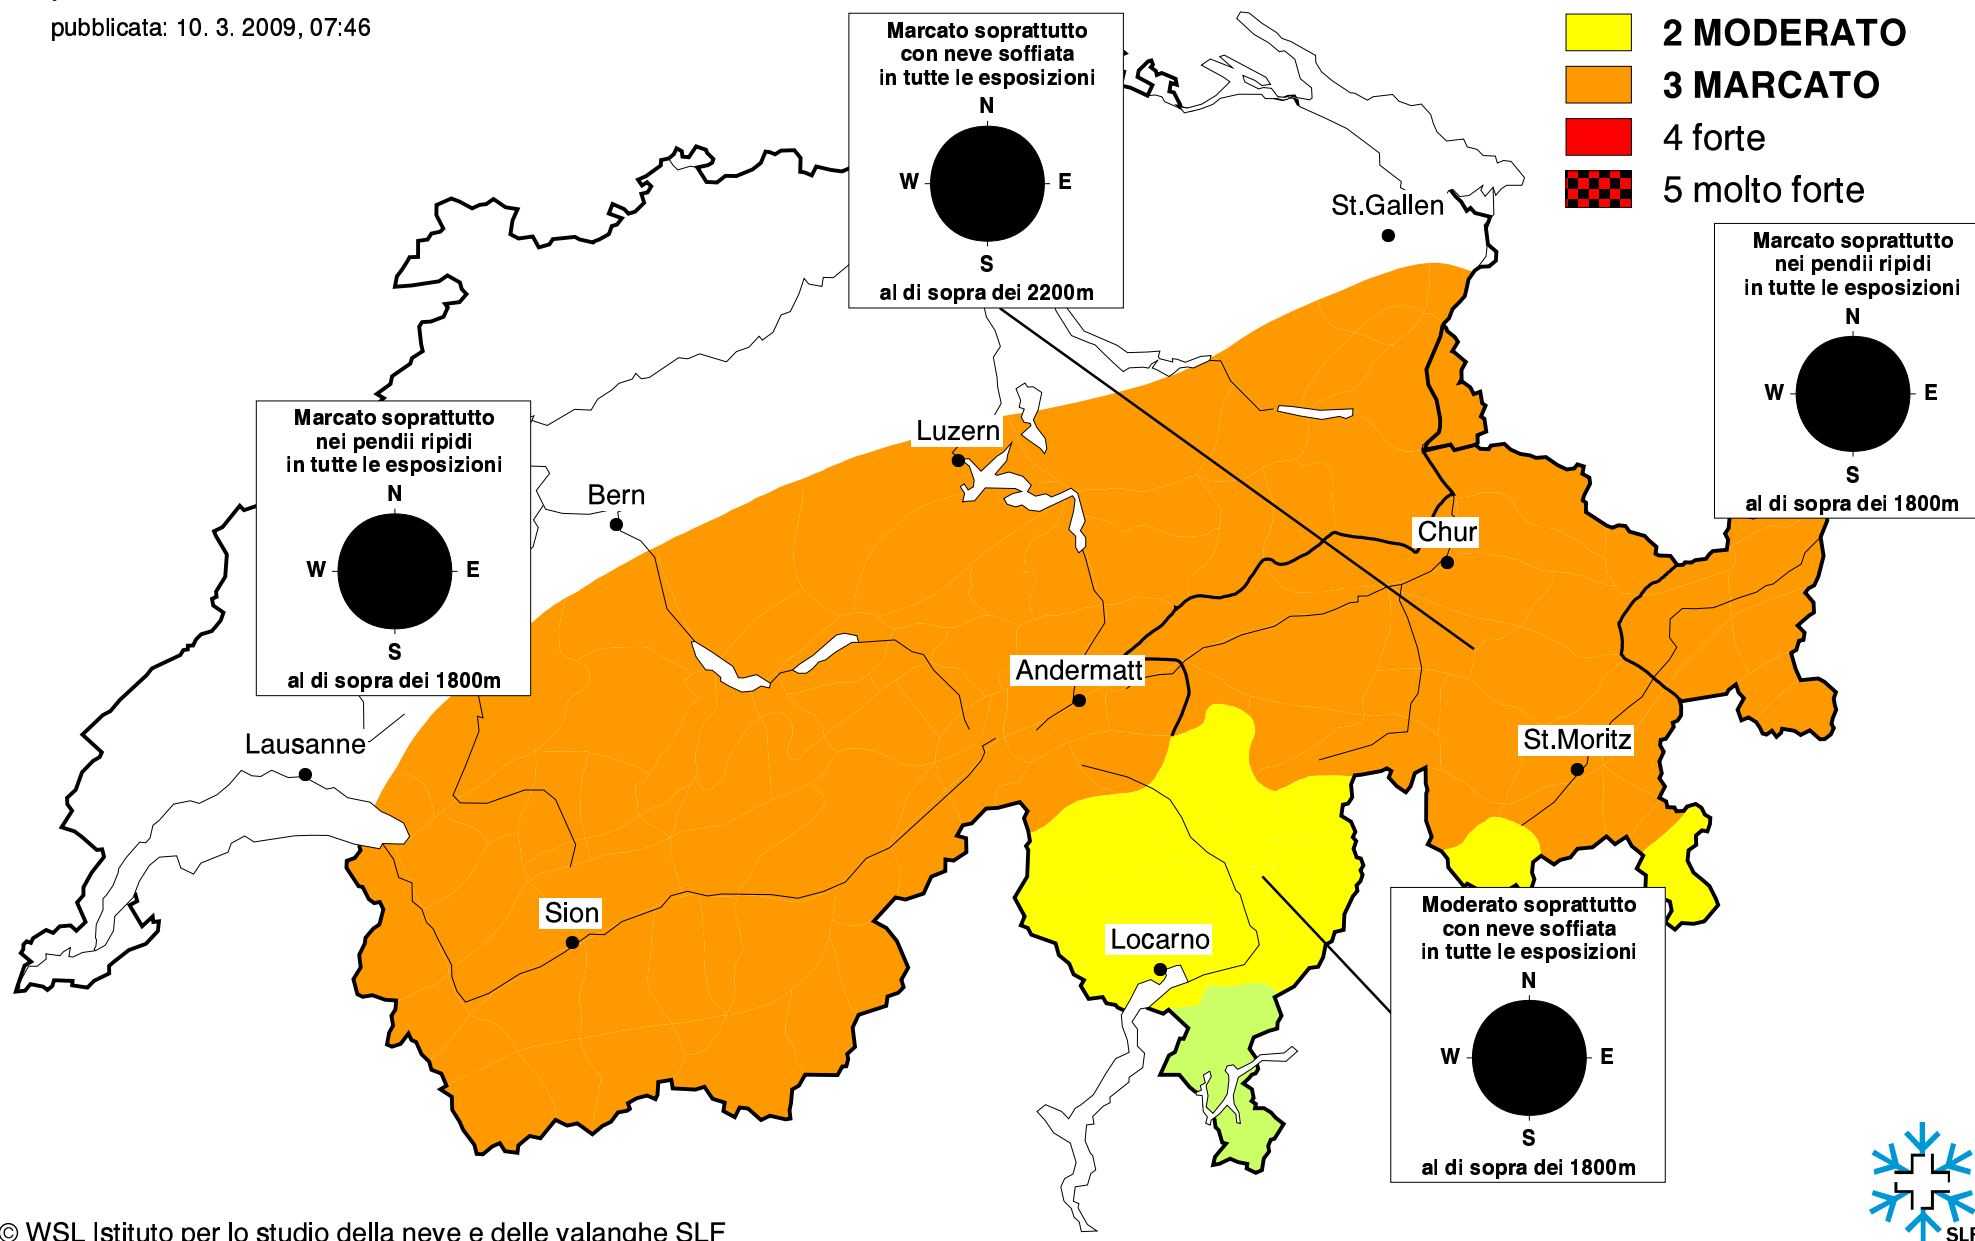 pubblicata: 10. 3. 2009, 07:46
2 MODERATO
3 MARCATO
4 forte
5 molto forte
Marcato soprattutto
con neve soffiata
in tutte le esposizioni
N
W E
S
al di sopra dei 2200m
St.Gallen
Marcato soprattutto
nei pendii ripidi
in tutte le esposizioni
N
W E
S
al di sopra dei 1800m
Marcato soprattutto
nei pendii ripidi
in tutte le esposizioni
N
W E
S
al di sopra dei 1800m
Luzern
Bern
Chur
Andermatt
Lausanne
St.Moritz
Sion
Locarno
Moderato soprattutto
con neve soffiata
in tutte le esposizioni
N
W E
S
al di sopra dei 1800m
© WSL Istituto per lo studio della neve e delle valanghe SLF
SLF